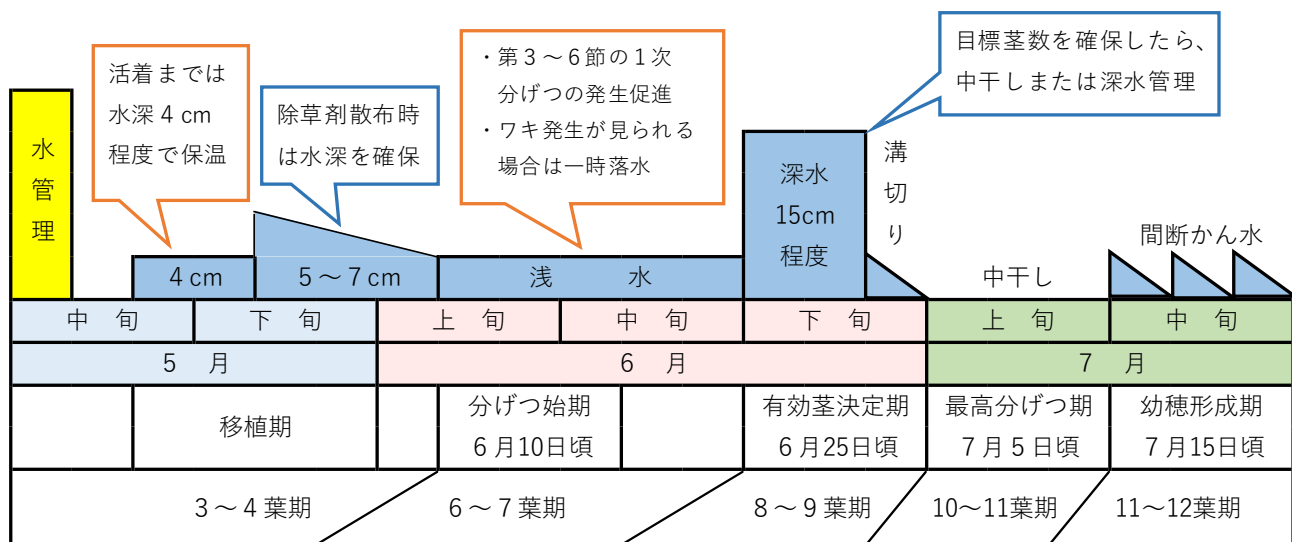 活着までは
水深４cm
程度で保温
除草剤散布時
は水深を確保
・第３～６節の１次
分げつの発生促進
・ワキ発生が見られる
場合は一時落水
目標茎数を確保したら、
中干しまたは深水管理
水管理
4 cm
5～7 cm
浅　水
深水
15cm
程度
溝切り
中干し
間断かん水
中　旬
下　旬
上　旬
中　旬
下　旬
上　旬
中　旬
５　月
６　月
７　月
移植期
分げつ始期
６月10日頃
有効茎決定期
６月25日頃
最高分げつ期
７月５日頃
幼穂形成期
７月15日頃
３～４葉期
６～７葉期
８～９葉期
10～11葉期
11～12葉期